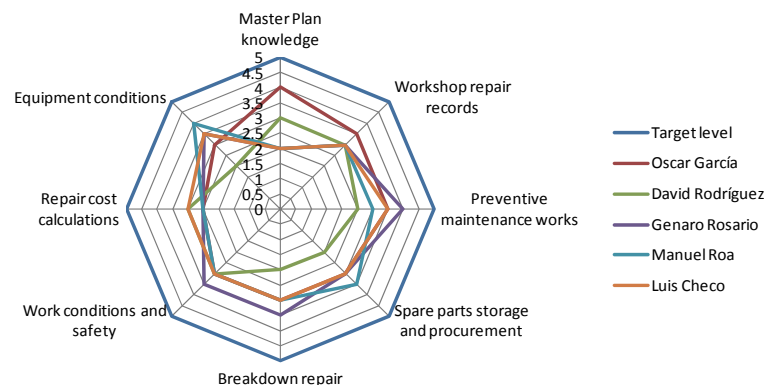 Master Plan
knowledge
Workshop repair
records
Preventive
maintenance works
Spare parts storage
and procurement
Breakdown repair
Work conditions and
safety
Repair cost
calculations
Equipment conditions
5
4.5
4
3.5
3
2.5
2
1.5
1
0.5
0
Target level
Oscar García
David Rodríguez
Genaro Rosario
Manuel Roa
Luis Checo